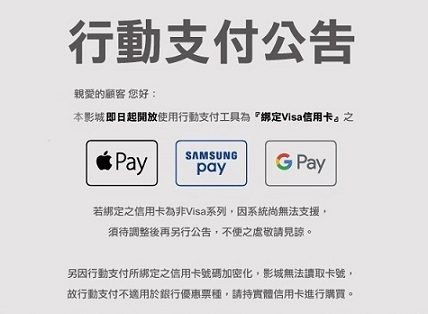 行動支付公告
親愛的顧客 您好：
本影城即日起開放使用行動支付工具為『綁定Visa信用卡』之
Pay
SAMSUNG
pay
G Pay
若綁定之信用卡為非Visa系列，因系統尚無法支援，
須待調整後再另行公告，不便之處敬請見諒。
另因行動支付所綁定之信用卡號碼加密化，影城無法讀取卡號，
故行動支付不適用於銀行優惠票種，請持實體信用卡進行購買。